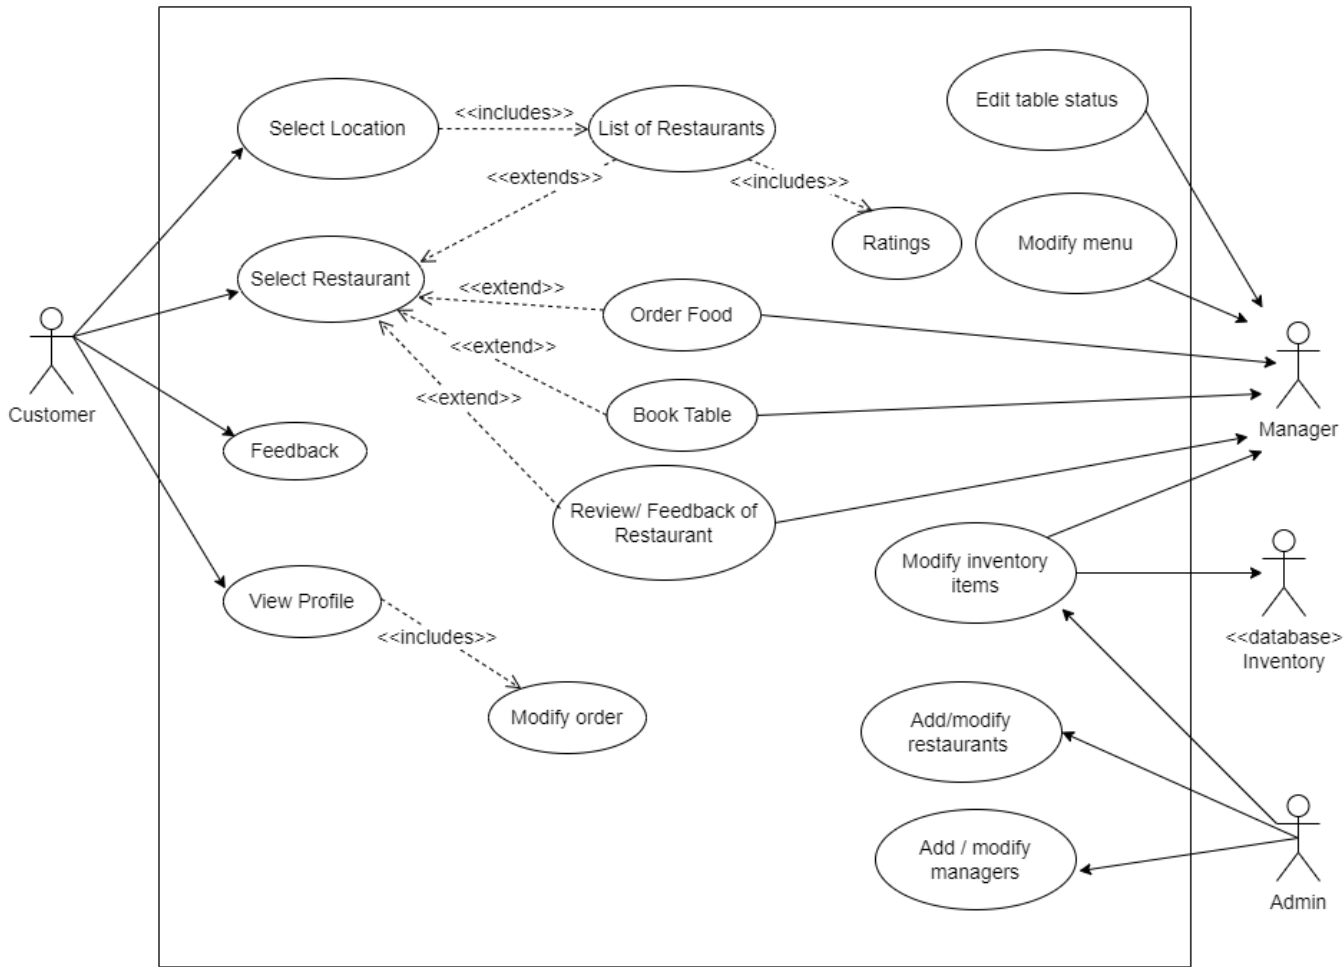 Select Location
<<includes>>
List of Restaurants
Edit table status
<<extends>>
<<includes>>
Select Restaurant
Ratings
Modify menu
<<extend>>
Order Food
<<extend>>
<<extend>>
Book Table
Customer
Manager
Feedback
Review/ Feedback of
Restaurant
Modify inventory
items
View Profile
<<includes>>
<<database>
Inventory
Modify order
Add/modify
restaurants
Add / modify
managers
Admin